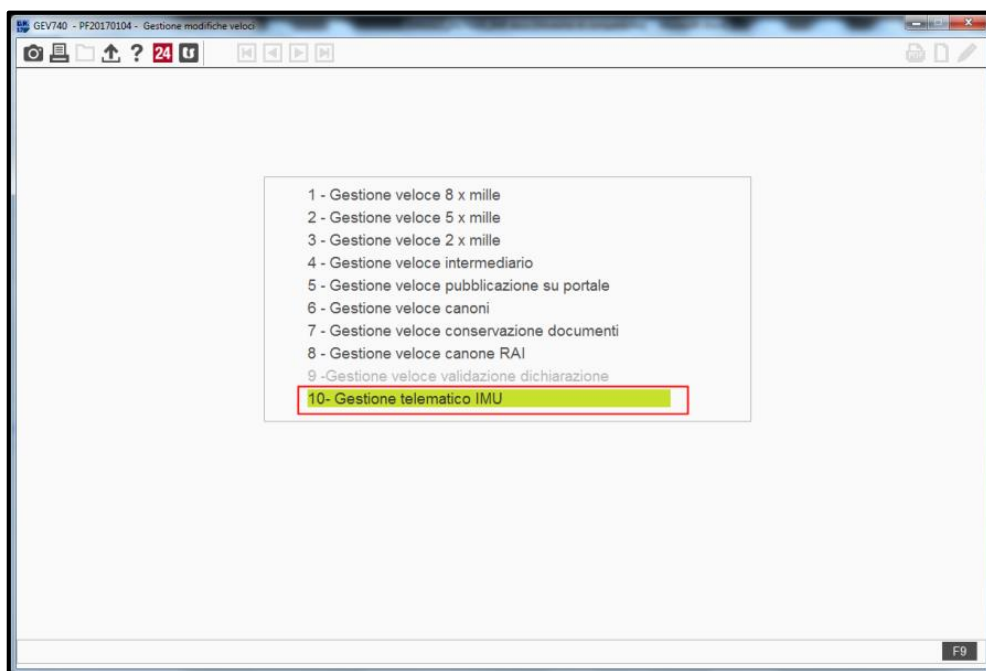 GEV740 - PF20170104 - Gestione modifiche veloci
? 24 U
1 - Gestione veloce 8 x mille
2 - Gestione veloce 5 x mille
3 - Gestione veloce 2 x mille
4 - Gestione veloce intermediario
5 - Gestione veloce pubblicazione su portale
6 - Gestione veloce canoni
7 - Gestione veloce conservazione documenti
8 - Gestione veloce canone RAI
9 -Gestione veloce validazione dichiarazione
10- Gestione telematico IMU
F9